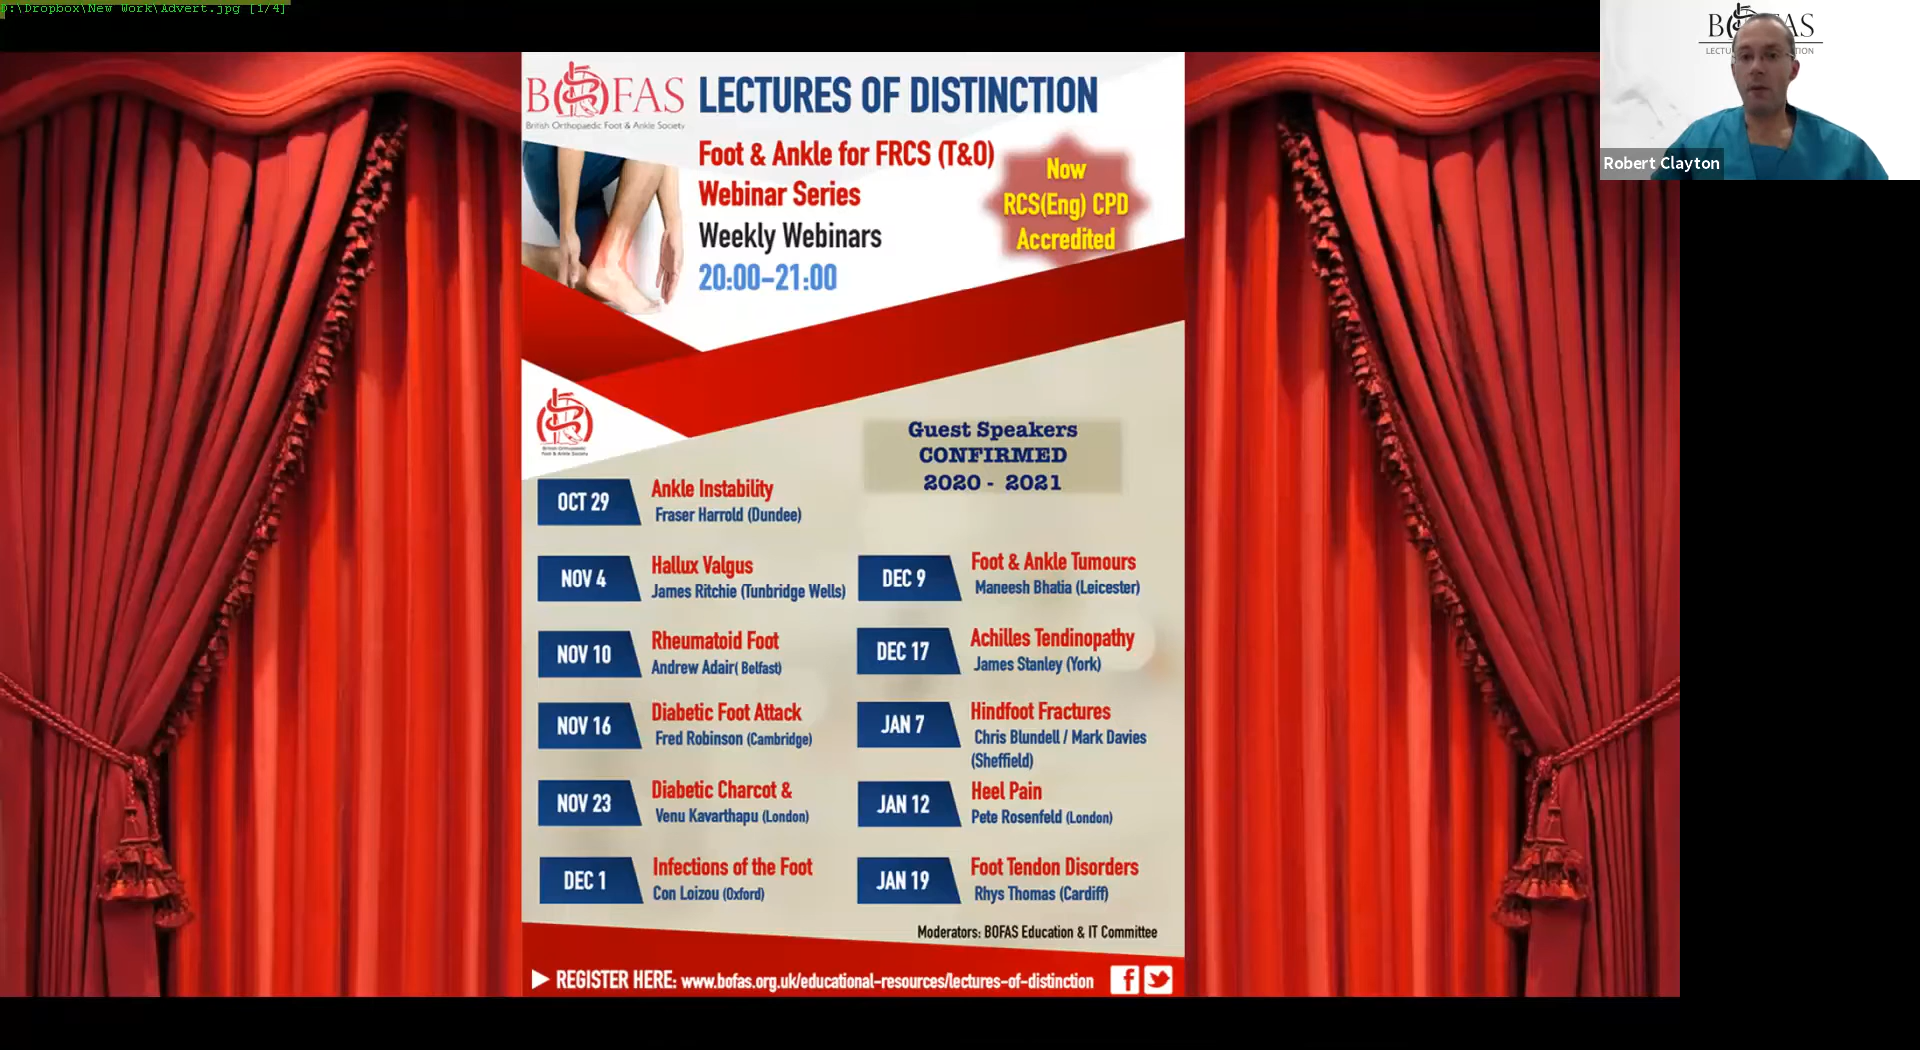 D:\Dropbox\New Work\Advert.jpg [1/4]
BOFAS
British Orthopaedic Foot & Ankle Society
LECTURES OF DISTINCTION
Foot & Ankle for FRCS (T&O)
Webinar Series
Weekly Webinars
20:00-21:00
Now
RCS(Eng) CPD
Accredited
British Orthopaedic
Foot & Ankle Society
Guest Speakers
CONFIRMED
2020 - 2021
OCT 29
Ankle Instability
Fraser Harrold (Dundee)
NOV 4
Hallux Valgus
James Ritchie (Tunbridge Wells)
NOV 10
Rheumatoid Foot
Andrew Adair( Belfast)
NOV 16
Diabetic Foot Attack
Fred Robinson (Cambridge)
NOV 23
Diabetic Charcot &
Venu Kavarthapu (London)
DEC 1
Infections of the Foot
Con Loizou (Oxford)
DEC 9
Foot & Ankle Tumours
Maneesh Bhatia (Leicester)
DEC 17
Achilles Tendinopathy
James Stanley (York)
JAN 7
Hindfoot Fractures
Chris Blundell / Mark Davies
(Sheffield)
JAN 12
Heel Pain
Pete Rosenfeld (London)
JAN 19
Foot Tendon Disorders
Rhys Thomas (Cardiff)
Moderators: BOFAS Education & IT Committee
REGISTER HERE: www.bofas.org.uk/educational-resources/lectures-of-distinction
Robert Clayton